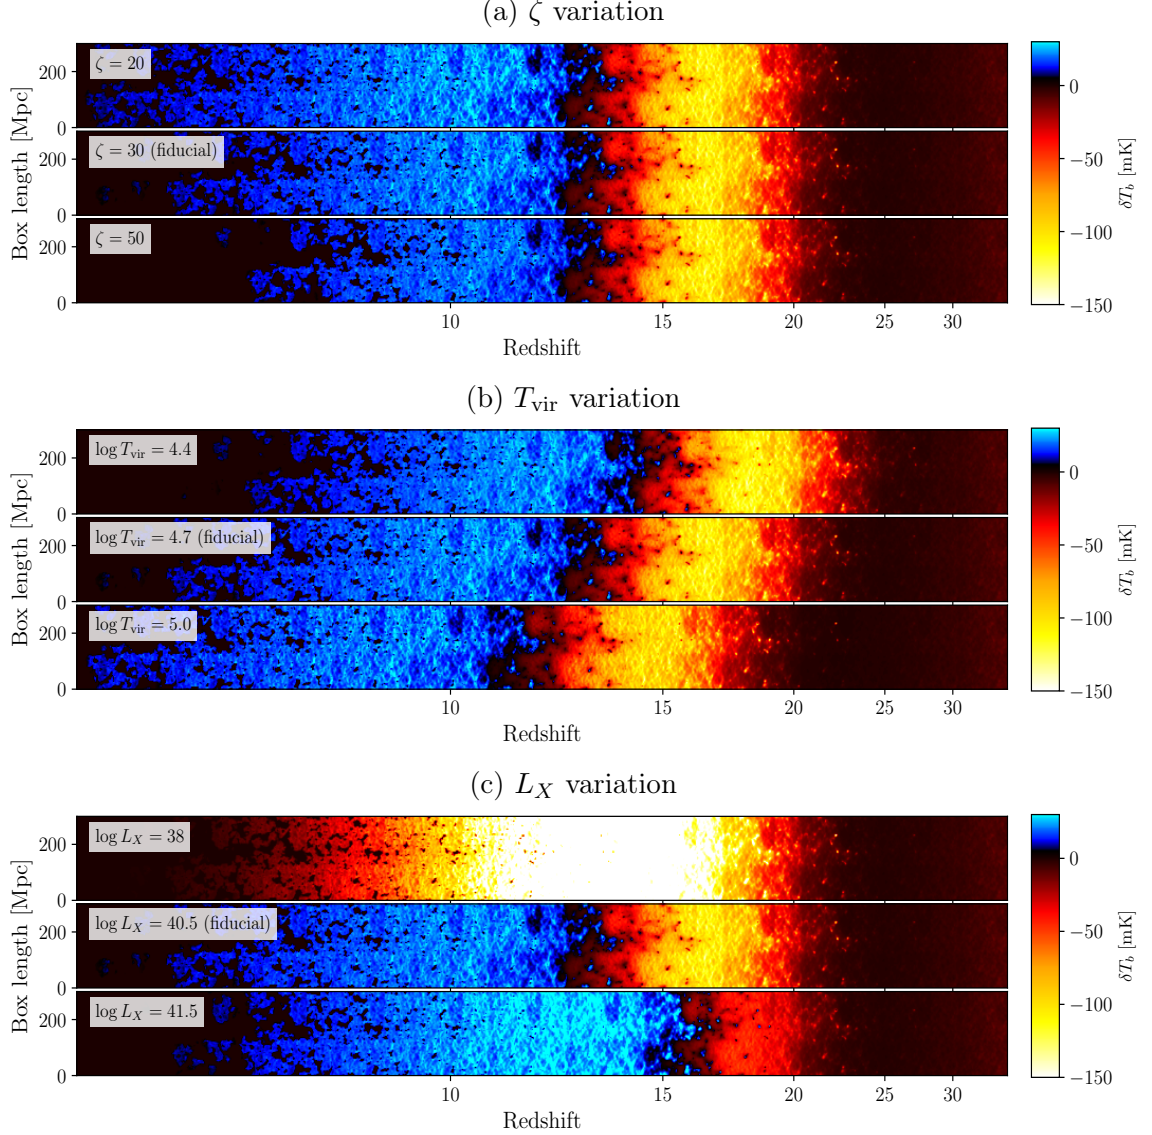 (a) ζ variation
Box length [Mpc]
200
0
200
0
200
0
ζ = 20
ζ = 30 (fiducial)
ζ = 50
10 15 20 25 30
Redshift
0
−50
−100
−150
δT_b [mK]
(b) T_vir variation
Box length [Mpc]
200
0
200
0
200
0
log T_vir = 4.4
log T_vir = 4.7 (fiducial)
log T_vir = 5.0
10 15 20 25 30
Redshift
0
−50
−100
−150
δT_b [mK]
(c) L_X variation
Box length [Mpc]
200
0
200
0
200
0
log L_X = 38
log L_X = 40.5 (fiducial)
log L_X = 41.5
10 15 20 25 30
Redshift
0
−50
−100
−150
δT_b [mK]